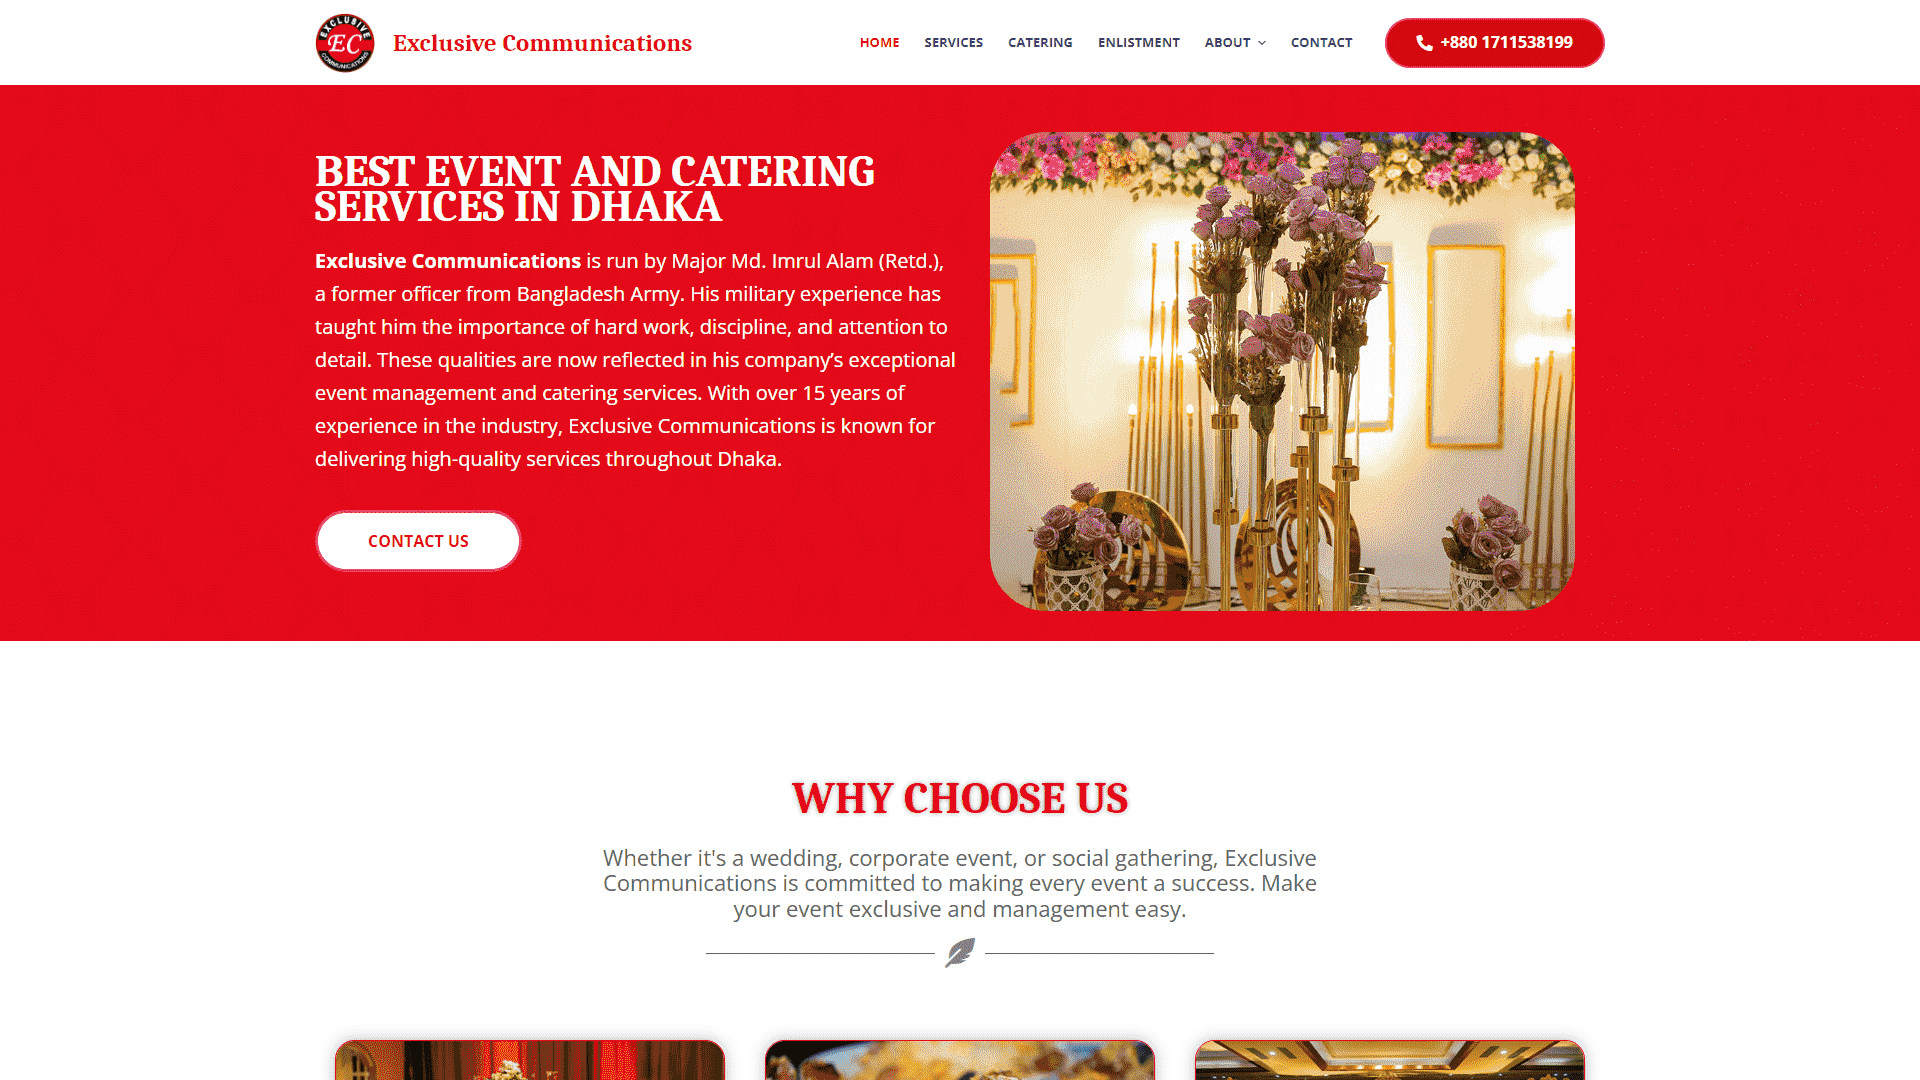 EXCLUSIVE
EC
COMMUNICATIONS
Exclusive Communications
HOME
SERVICES
CATERING
ENLISTMENT
ABOUT
CONTACT
+880 1711538199
BEST EVENT AND CATERING
SERVICES IN DHAKA
Exclusive Communications is run by Major Md. Imrul Alam (Retd.),
a former officer from Bangladesh Army. His military experience has
taught him the importance of hard work, discipline, and attention to
detail. These qualities are now reflected in his company’s exceptional
event management and catering services. With over 15 years of
experience in the industry, Exclusive Communications is known for
delivering high-quality services throughout Dhaka.
CONTACT US
WHY CHOOSE US
Whether it's a wedding, corporate event, or social gathering, Exclusive
Communications is committed to making every event a success. Make
your event exclusive and management easy.